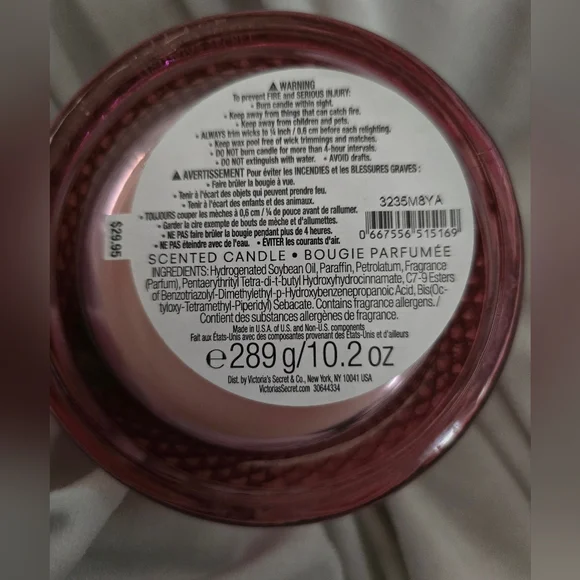 ⚠ WARNING
To prevent FIRE and SERIOUS INJURY:
• Burn candle within sight.
• Keep away from things that can catch fire.
• Keep away from children and pets.
• ALWAYS trim wicks to ¼ inch / 0,6 cm before each relighting.
• Keep wax pool free of wick trimmings and matches.
• DO NOT burn candle for more than 4-hour intervals.
• DO NOT extinguish with water. • AVOID drafts.
⚠ AVERTISSEMENT Pour éviter les INCENDIES et les BLESSURES GRAVES :
• Faire brûler la bougie à vue.
• Tenir à l'écart des objets qui peuvent prendre feu.
• Tenir à l'écart des enfants et des animaux.
• TOUJOURS couper les mèches à 0,6 cm / ¼ de pouce avant de rallumer.
• Garder la cire exempte de bouts de mèche et d'allumettes.
• NE PAS faire brûler la bougie pendant plus de 4 heures.
• NE PAS éteindre avec de l'eau. • ÉVITER les courants d'air.
3235M8YA
0 667556 515169
$29.95
SCENTED CANDLE • BOUGIE PARFUMÉE
INGREDIENTS: Hydrogenated Soybean Oil, Paraffin, Petrolatum, Fragrance
(Parfum), Pentaerythrityl Tetra-di-t-butyl Hydroxyhydrocinnamate, C7-9 Esters
of Benzotriazolyl-Dimethylethyl-p-Hydroxybenzenepropanoic Acid, Bis(Oc-
tyloxy-Tetramethyl-Piperidyl) Sebacate. Contains fragrance allergens./
Contient des substances allergènes de fragrance.
Made in U.S.A. of U.S. and Non-U.S. components
Fait aux États-Unis avec des composantes provenant des États-Unis et d'ailleurs
℮ 289 g/10.2 oz
Dist. by Victoria's Secret & Co., New York, NY 10041 USA
VictoriasSecret.com 30644334